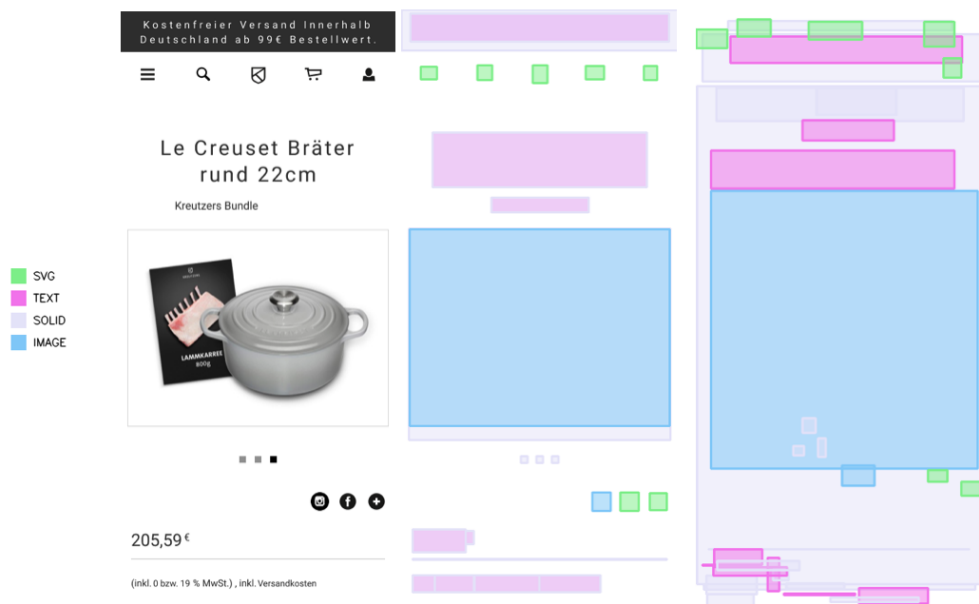 SVG
TEXT
SOLID
IMAGE
Kostenfreier Versand Innerhalb
Deutschland ab 99€ Bestellwert.
Le Creuset Bräter
rund 22cm
Kreutzers Bundle
LAMMKARREE
800g
205,59 €
(inkl. 0 bzw. 19 % MwSt.) , inkl. Versandkosten